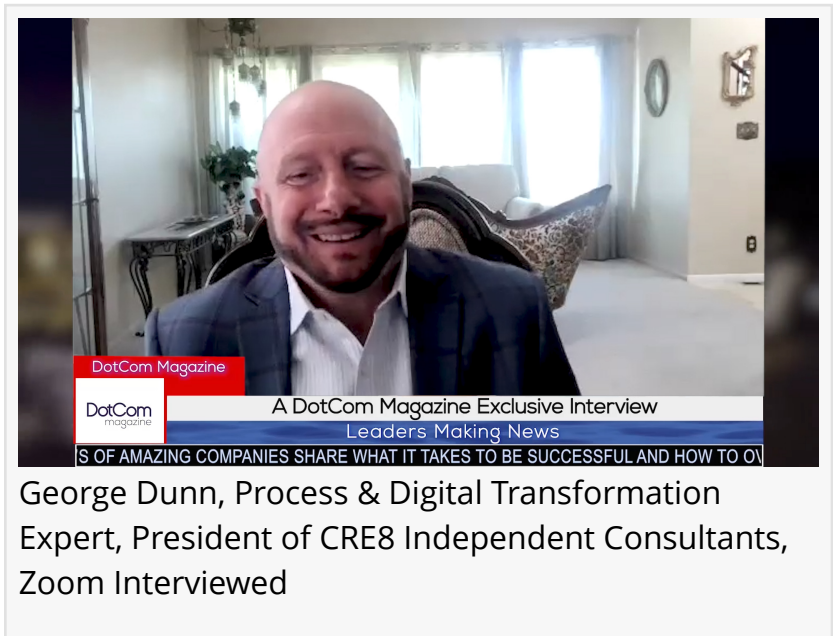 DotCom Magazine
DotCom
magazine
A DotCom Magazine Exclusive Interview
Leaders Making News
'S OF AMAZING COMPANIES SHARE WHAT IT TAKES TO BE SUCCESSFUL AND HOW TO
George Dunn, Process & Digital Transformation
Expert, President of CRE8 Independent Consultants,
Zoom Interviewed